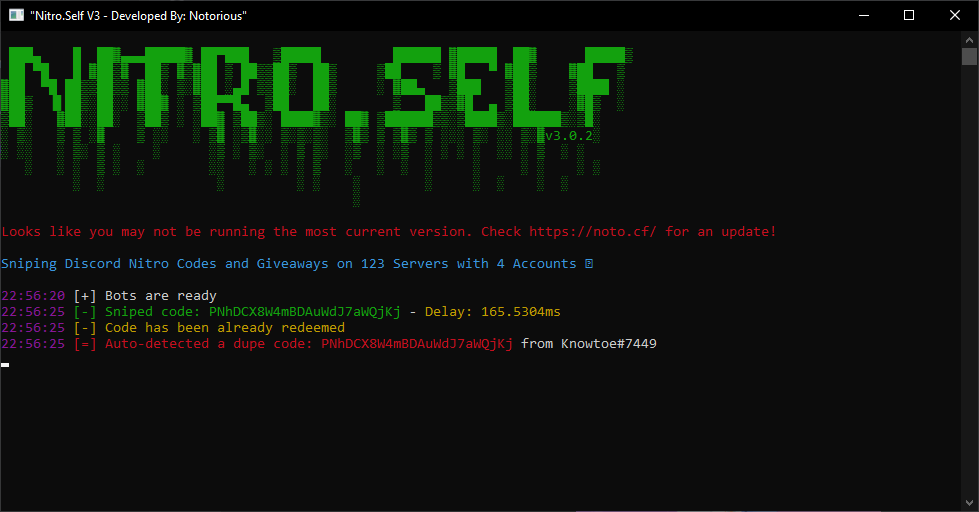 "Nitro.Self V3 - Developed By: Notorious"
NITRO.SELF
v3.0.2
Looks like you may not be running the most current version. Check https://noto.cf/ for an update!
Sniping Discord Nitro Codes and Giveaways on 123 Servers with 4 Accounts
22:56:20 [+] Bots are ready
22:56:25 [-] Sniped code: PNhDCX8W4mBDAuWdJ7aWQjKj - Delay: 165.5304ms
22:56:25 [-] Code has been already redeemed
22:56:25 [=] Auto-detected a dupe code: PNhDCX8W4mBDAuWdJ7aWQjKj from Knowtoe#7449